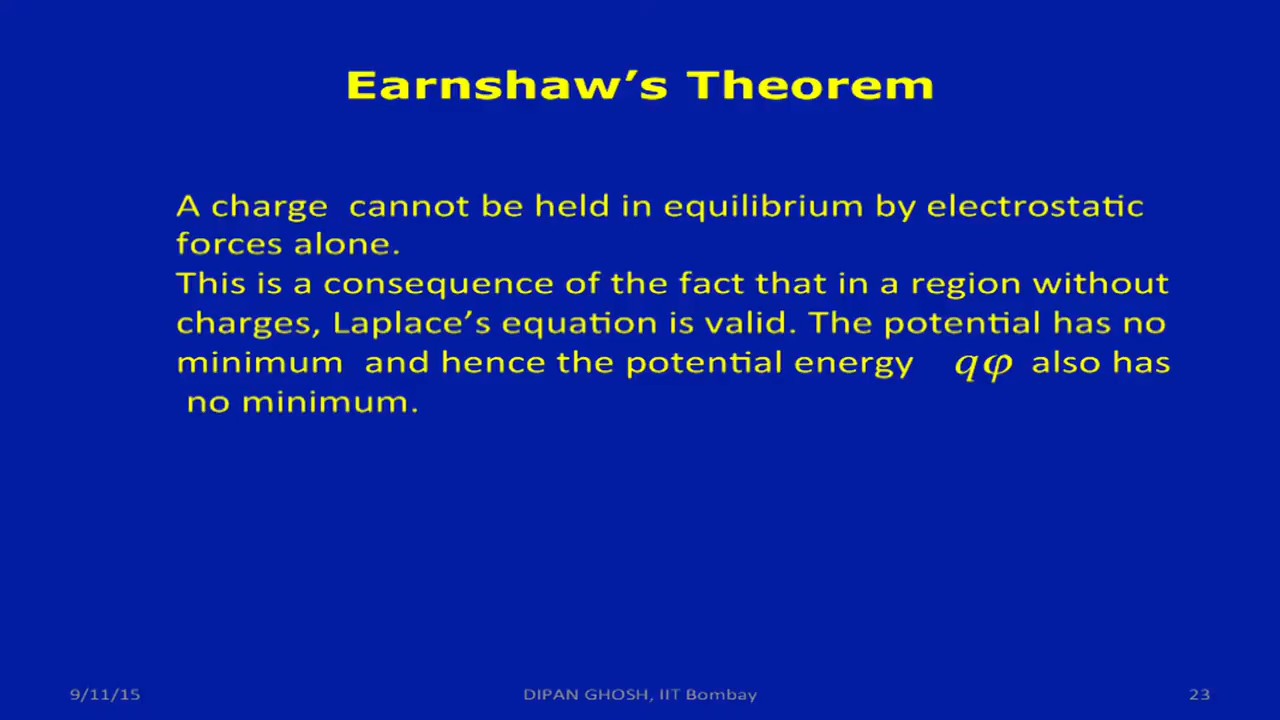 Earnshaw's Theorem
A charge cannot be held in equilibrium by electrostatic
forces alone.
This is a consequence of the fact that in a region without
charges, Laplace's equation is valid. The potential has no
minimum and hence the potential energy qφ also has
no minimum.
9/11/15 DIPAN GHOSH, IIT Bombay 23